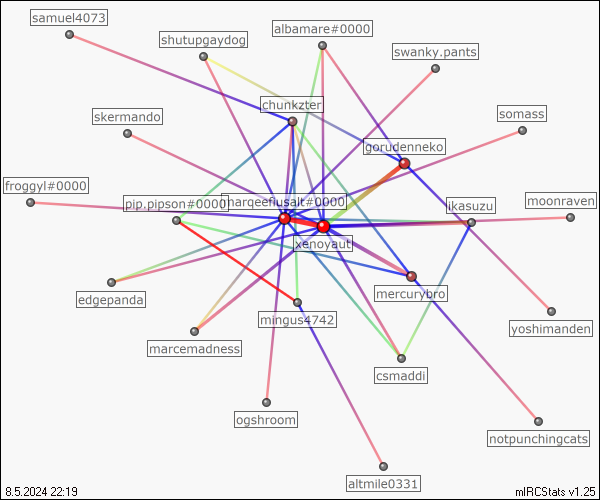 samuel4073
albamare#0000
shutupgaydog
swanky.pants
chunkzter
skermando
somass
gorudenneko
froggyl#0000
pip.pipson#0000
marqeeflusalt#0000
ikasuzu
moonraven
xenoyaut
edgepanda
mercurybro
mingus4742
yoshimanden
marcemadness
csmaddi
ogshroom
notpunchingcats
altmile0331
8.5.2024 22:19
mIRCStats v1.25